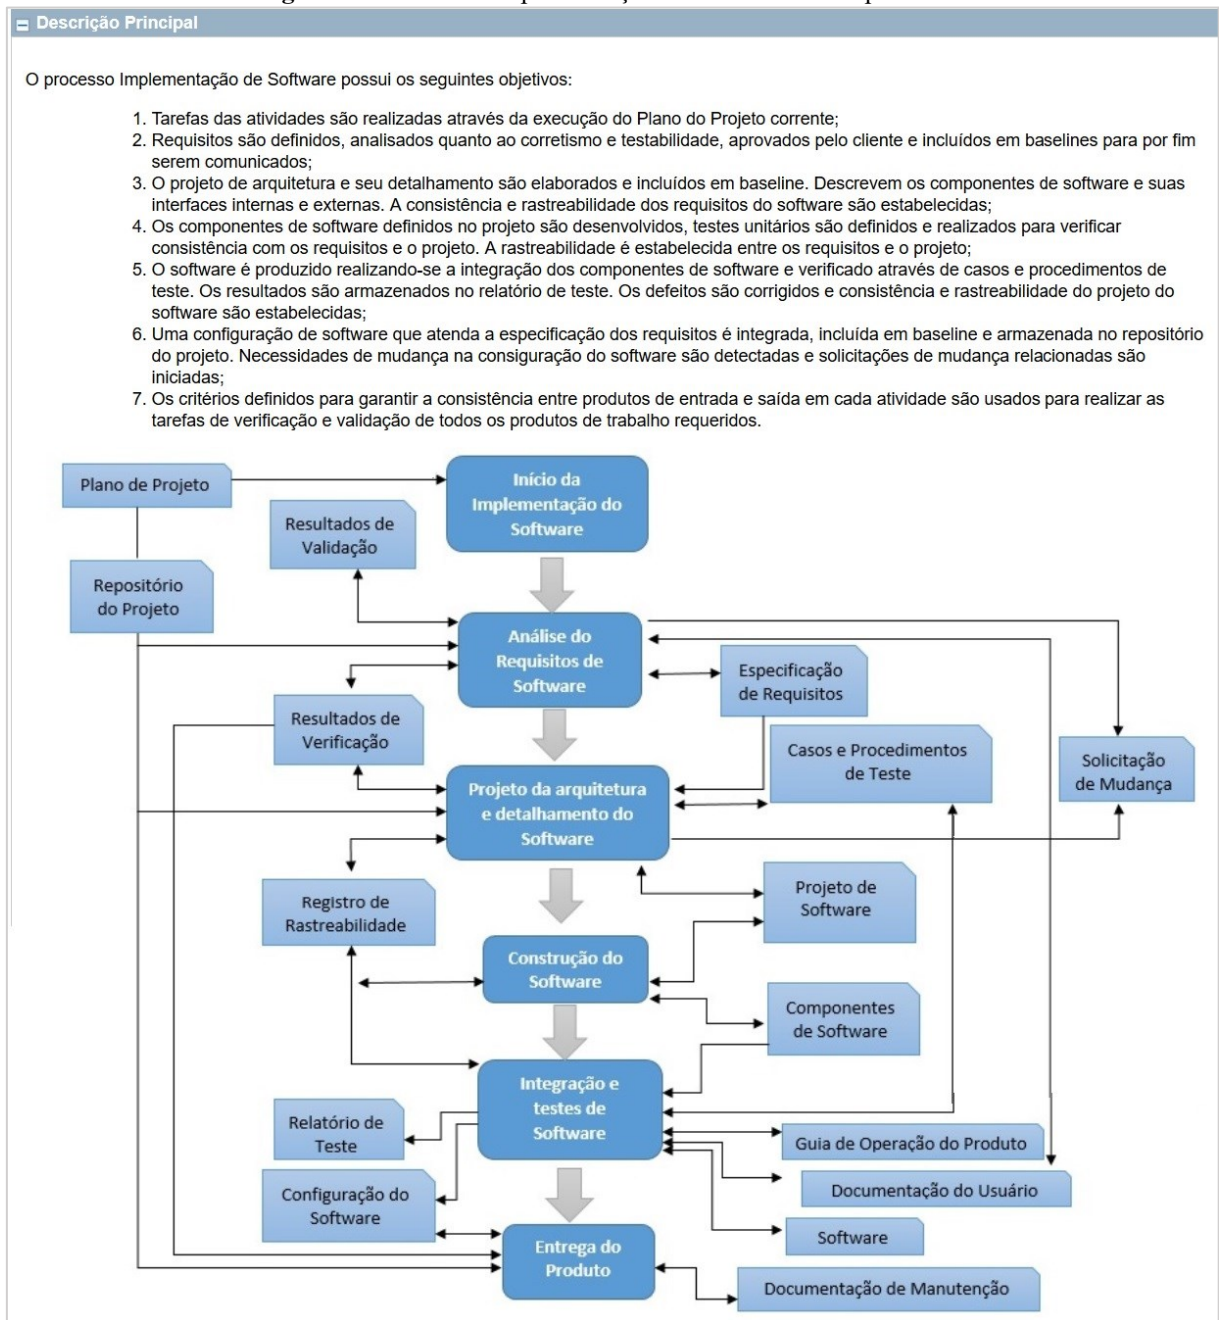 Descrição Principal
O processo Implementação de Software possui os seguintes objetivos:
1. Tarefas das atividades são realizadas através da execução do Plano do Projeto corrente;
2. Requisitos são definidos, analisados quanto ao corretismo e testabilidade, aprovados pelo cliente e incluídos em baselines para por fim
serem comunicados;
3. O projeto de arquitetura e seu detalhamento são elaborados e incluídos em baseline. Descrevem os componentes de software e suas
interfaces internas e externas. A consistência e rastreabilidade dos requisitos do software são estabelecidas;
4. Os componentes de software definidos no projeto são desenvolvidos, testes unitários são definidos e realizados para verificar
consistência com os requisitos e o projeto. A rastreabilidade é estabelecida entre os requisitos e o projeto;
5. O software é produzido realizando-se a integração dos componentes de software e verificado através de casos e procedimentos de
teste. Os resultados são armazenados no relatório de teste. Os defeitos são corrigidos e consistência e rastreabilidade do projeto do
software são estabelecidas;
6. Uma configuração de software que atenda a especificação dos requisitos é integrada, incluída em baseline e armazenada no repositório
do projeto. Necessidades de mudança na consiguração do software são detectadas e solicitações de mudança relacionadas são
iniciadas;
7. Os critérios definidos para garantir a consistência entre produtos de entrada e saída em cada atividade são usados para realizar as
tarefas de verificação e validação de todos os produtos de trabalho requeridos.
Plano de Projeto
Início da
Implementação do
Software
Resultados de
Validação
Repositório
do Projeto
Análise do
Requisitos de
Software
Especificação
de Requisitos
Resultados de
Verificação
Casos e Procedimentos
de Teste
Solicitação
de Mudança
Projeto da arquitetura
e detalhamento do
Software
Registro de
Rastreabilidade
Projeto de
Software
Construção do
Software
Componentes
de Software
Integração e
testes de
Software
Relatório de
Teste
Guia de Operação do Produto
Configuração do
Software
Documentação do Usuário
Software
Entrega do
Produto
Documentação de Manutenção